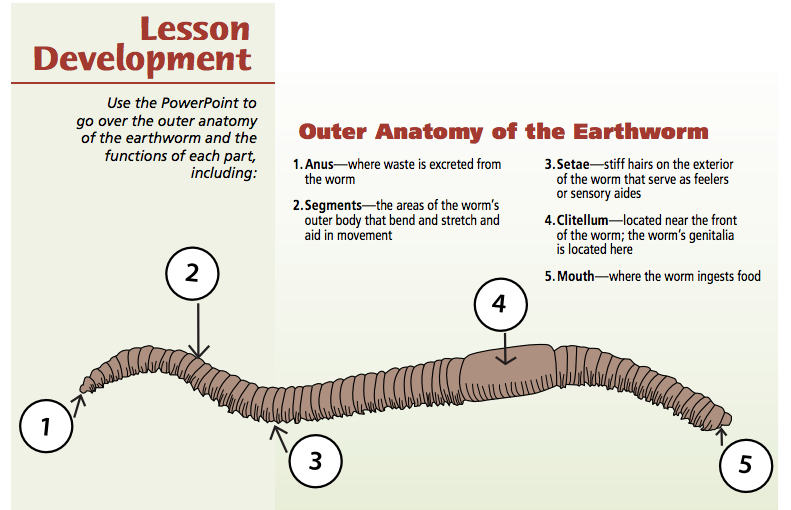 Lesson
Development
Use the PowerPoint to
go over the outer anatomy
of the earthworm and the
functions of each part,
including:
Outer Anatomy of the Earthworm
1. Anus—where waste is excreted from
the worm
2. Segments—the areas of the worm's
outer body that bend and stretch and
aid in movement
3. Setae—stiff hairs on the exterior
of the worm that serve as feelers
or sensory aides
4. Clitellum—located near the front
of the worm; the worm's genitalia
is located here
5. Mouth—where the worm ingests food
2
4
1
3
5